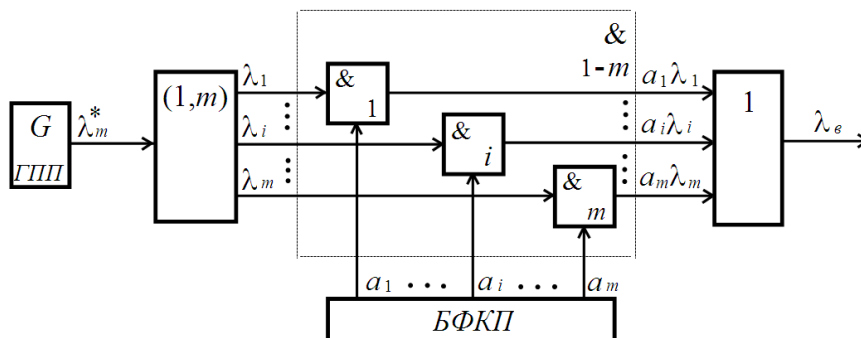 &
1-m
G
ГПП
λ*m
(1,m)
λ1
⋮
λi
⋮
λm
& 1
& i
& m
a1λ1
⋮
aiλi
⋮
amλm
1
λв
a1 ··· ai ··· am
БФКП